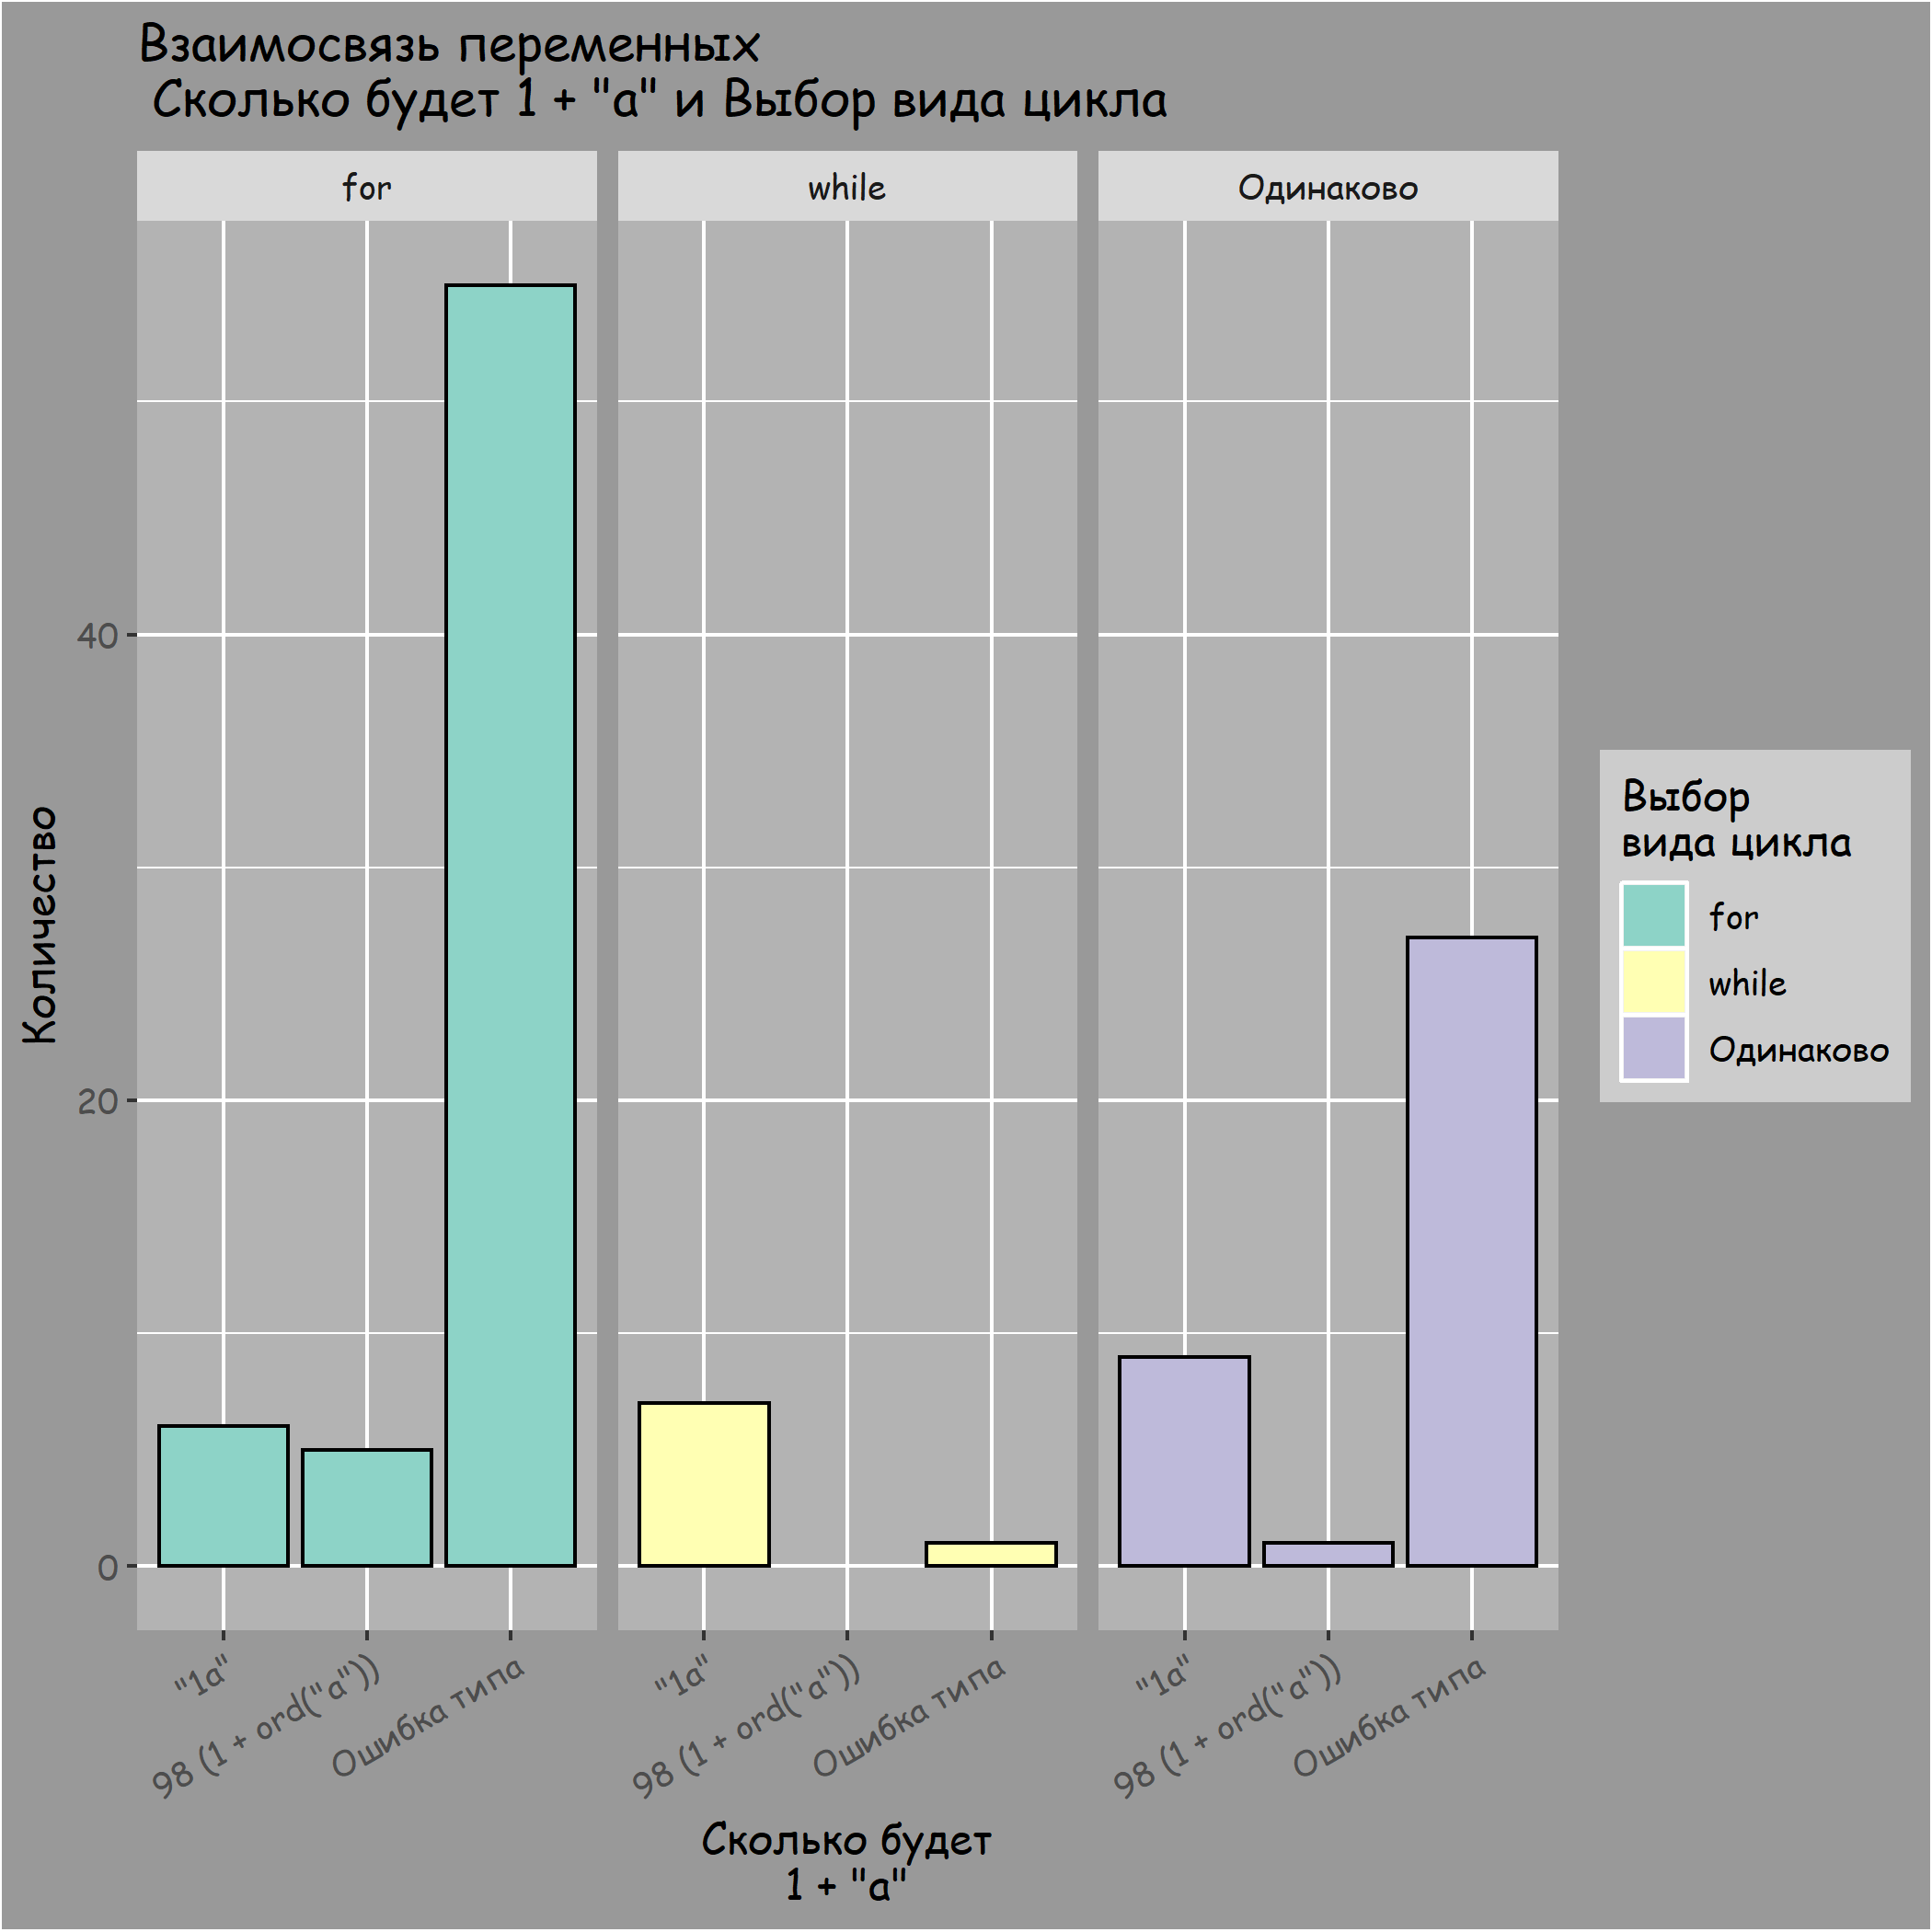 Взаимосвязь переменных
Сколько будет 1 + "a" и Выбор вида цикла
for
while
Одинаково
Количество
40
20
0
"1a"
98 (1 + ord("a"))
Ошибка типа
"1a"
98 (1 + ord("a"))
Ошибка типа
"1a"
98 (1 + ord("a"))
Ошибка типа
Сколько будет
1 + "a"
Выбор
вида цикла
for
while
Одинаково